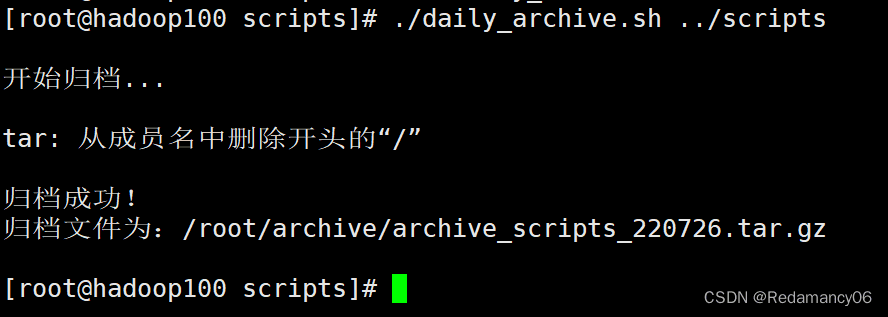 [root@hadoop100 scripts]# ./daily_archive.sh ../scripts
开始归档...
tar: 从成员名中删除开头的“/”
归档成功！
归档文件为：/root/archive/archive_scripts_220726.tar.gz
[root@hadoop100 scripts]#
CSDN @Redamancy06